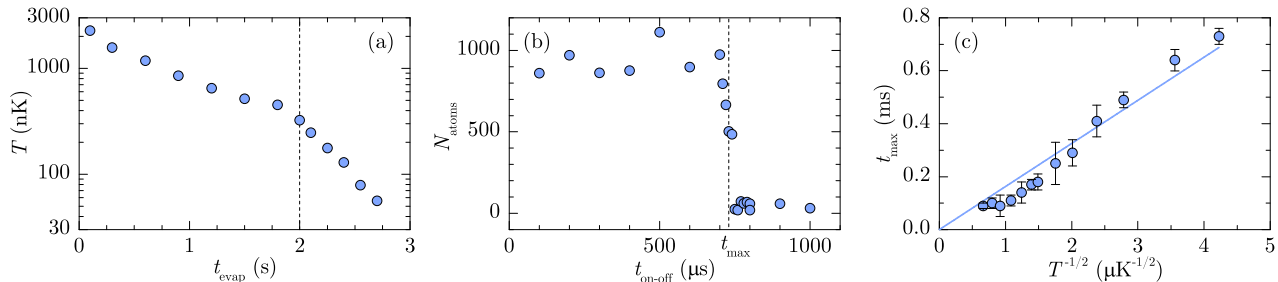 3000
1000
100
30
T (nK)
0
1
2
3
t_evap (s)
(a)
1000
500
0
N_atoms
0
500
t_max
1000
t_on-off (μs)
(b)
0.8
0.6
0.4
0.2
0.0
t_max (ms)
0
1
2
3
4
5
T^-1/2 (μK^-1/2)
(c)